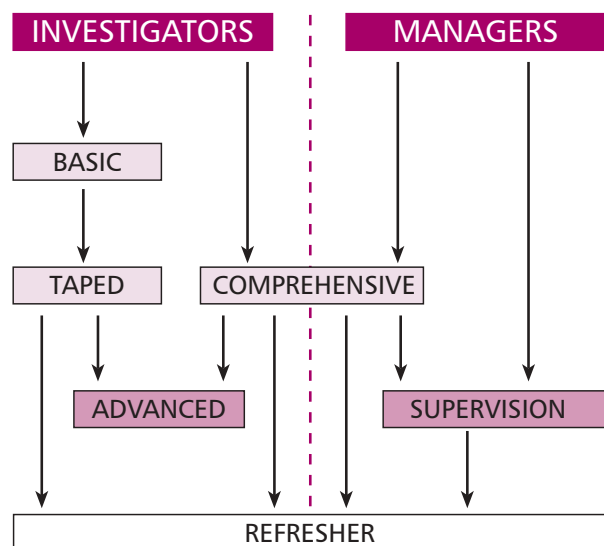 INVESTIGATORS
MANAGERS
BASIC
TAPED
COMPREHENSIVE
ADVANCED
SUPERVISION
REFRESHER